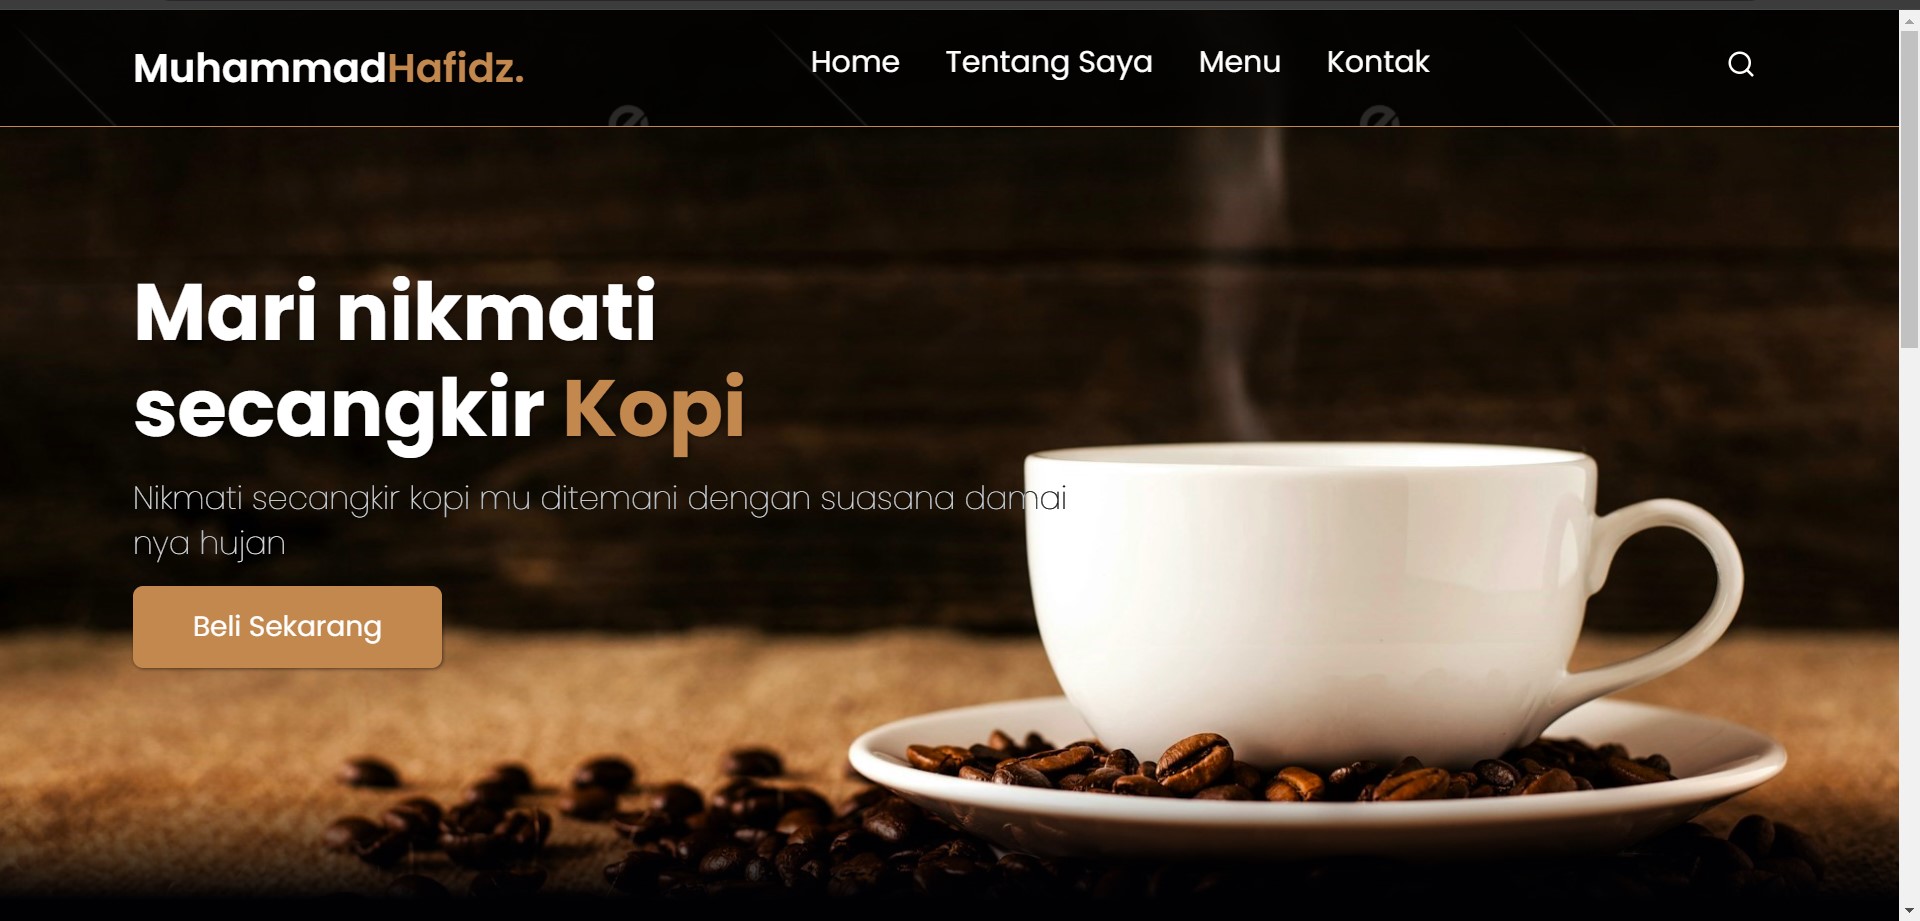 MuhammadHafidz.
Home Tentang Saya Menu Kontak
Mari nikmati
secangkir Kopi
Nikmati secangkir kopi mu ditemani dengan suasana damai
nya hujan
Beli Sekarang